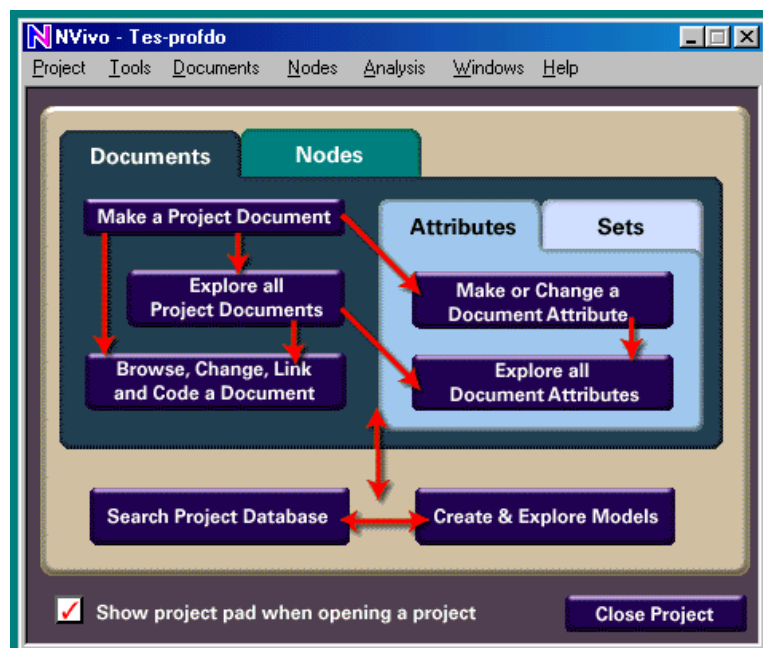 NVivo - Tes-profdo
Project Tools Documents Nodes Analysis Windows Help
Documents Nodes
Make a Project Document
Attributes Sets
Explore all
Project Documents
Make or Change a
Document Attribute
Browse, Change, Link
and Code a Document
Explore all
Document Attributes
Search Project Database
Create & Explore Models
Show project pad when opening a project
Close Project